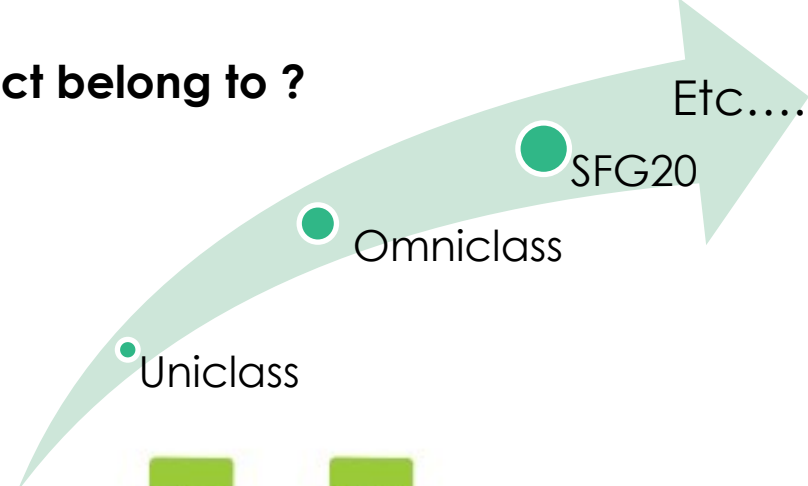 ct belong to ?
Etc....
SFG20
Omniclass
Uniclass